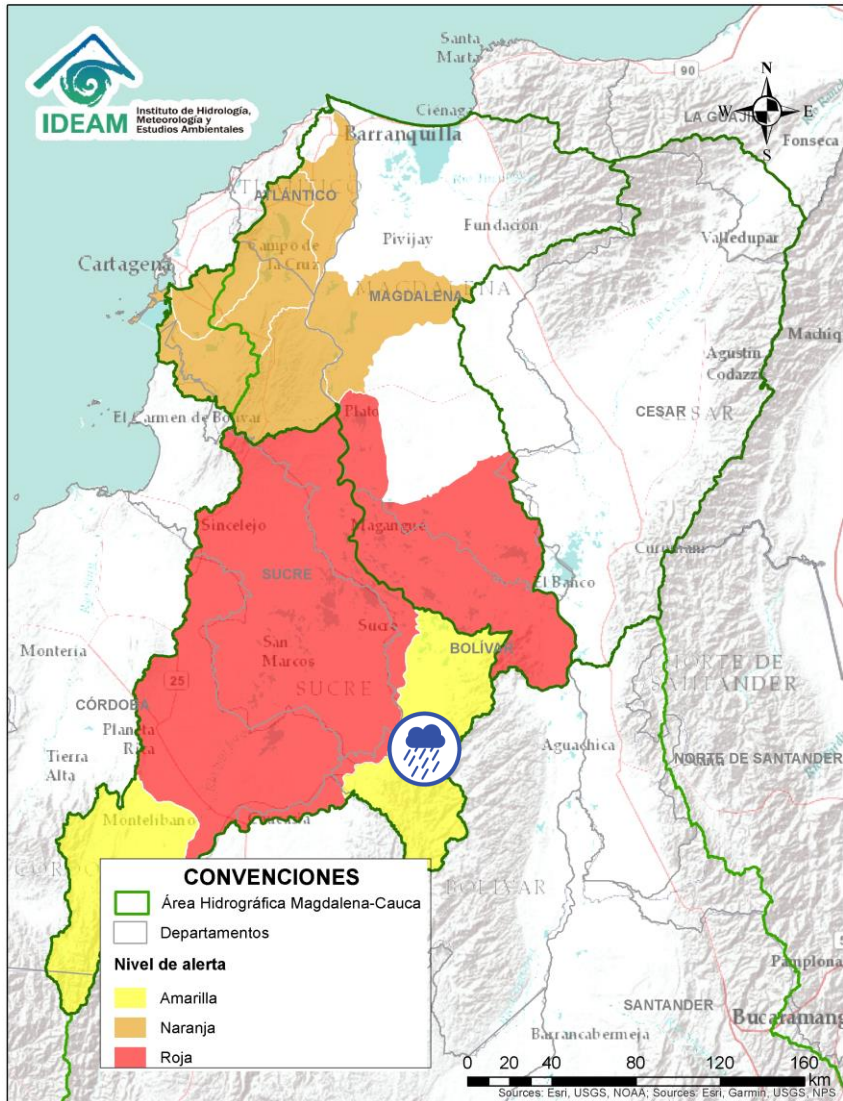 IDEAM
Instituto de Hidrología,
Meteorología y
Estudios Ambientales
Santa
Marta
90
N
W
E
S
Ciénaga
LA GUAJI
Barranquilla
Fonseca
ATLÁNTICO
Fundación
Pivijay
Valledupar
Cartagena
Campo de
la Cruz
MAGDALENA
MAGDALENA
Machiq
Agustín
Codazzi
El Carmen de Bolívar
Plato
CESAR
CESAR
Sincelejo
Magangué
Curumaní
SUCRE
El Banco
Sucre
BOLÍVAR
Montería
San
Marcos
NORTE DE
SANTANDER
25
SUCRE
CÓRDOBA
Planeta
Rica
Aguachica
Tierra
Alta
NORTE DE SANTANDER
Montelíbano
Caucasia
BOLÍVAR
CONVENCIONES
Área Hidrográfica Magdalena-Cauca
Departamentos
Nivel de alerta
Amarilla
Naranja
Roja
Pamplona
SANTANDER
Bucaramang
Barrancabermeja
0 20 40 80 120 160
km
Sources: Esri, USGS, NOAA; Sources: Esri, Garmin, USGS, NPS